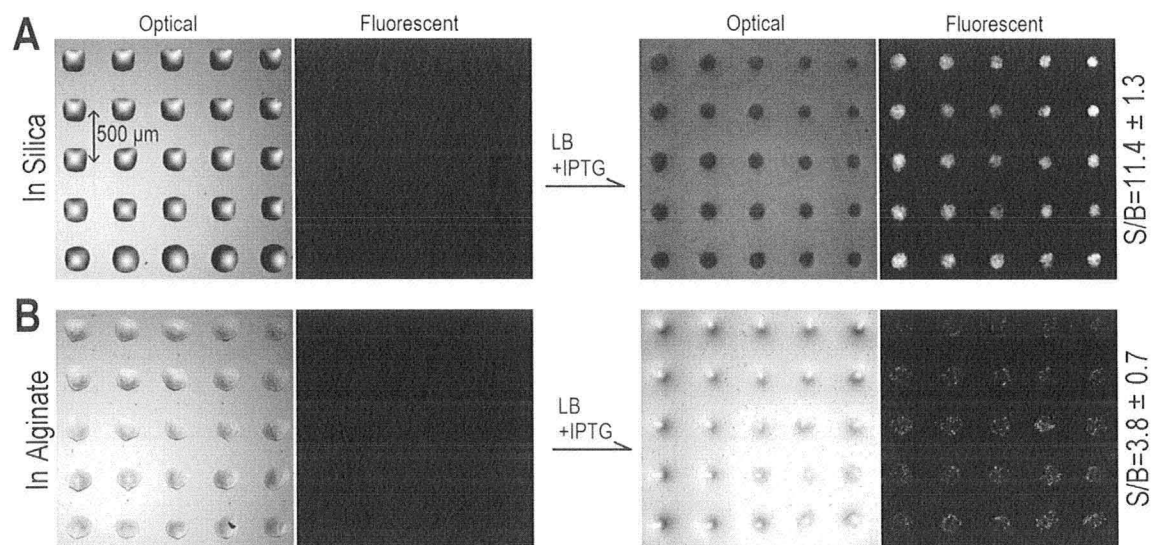 A
Optical
Fluorescent
Optical
Fluorescent
In Silica
500 µm
LB
+IPTG
S/B=11.4 ± 1.3
B
In Alginate
LB
+IPTG
S/B=3.8 ± 0.7